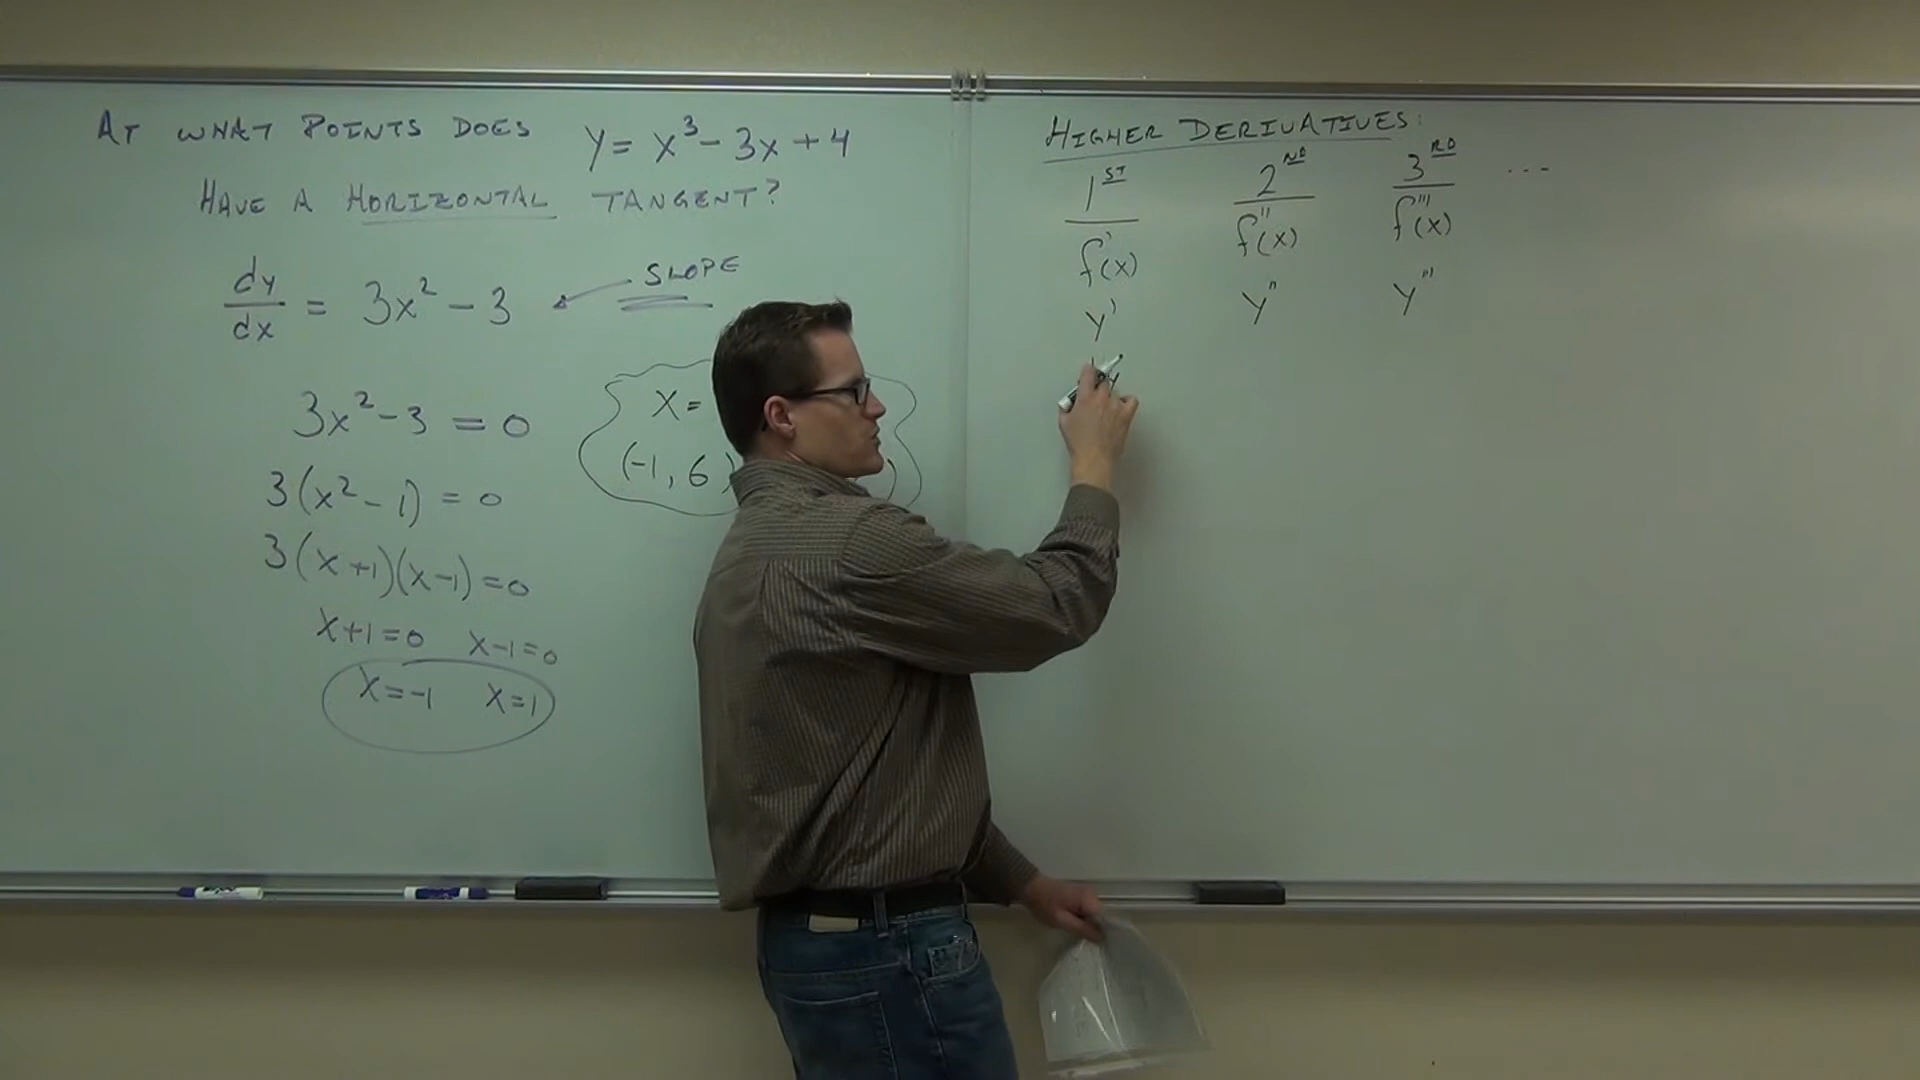 AT WHAT POINTS DOES y = x³ - 3x + 4
HAVE A HORIZONTAL TANGENT?
dy/dx = 3x² - 3 ← SLOPE
3x² - 3 = 0
3(x² - 1) = 0
3(x+1)(x-1) = 0
x+1=0 x-1=0
x=-1 x=1
x=
(-1, 6)
HIGHER DERIVATIVES:
1ST 2ND 3RD ...
f'(x) f''(x) f'''(x)
y' y'' y'''